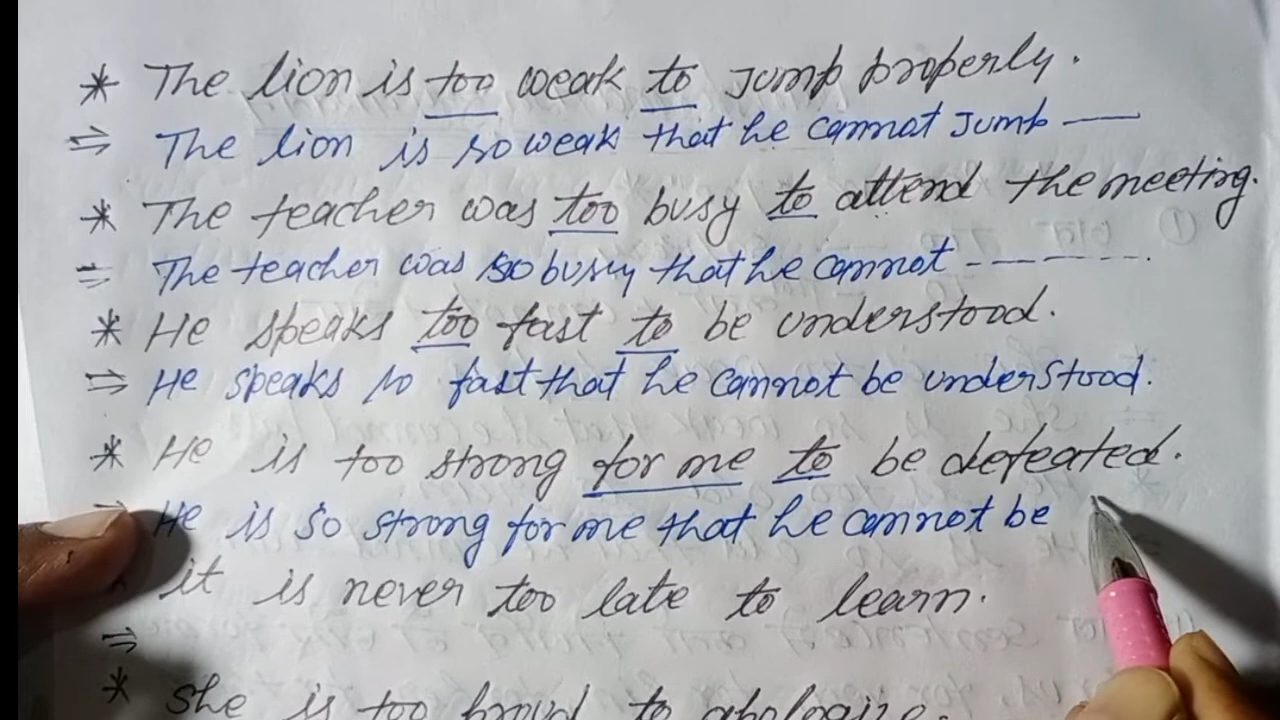 * The lion is too weak to Jump properly.
⇒ The lion is so weak that he cannot Jump —
* The teacher was too busy to attend the meeting.
⇒ The teacher was so busy that he cannot - - - - - - .
* He speaks too fast to be understood.
⇒ He speaks so fast that he cannot be understood.
* He is too strong for me to be defeated.
⇒ He is so strong for me that he cannot be
* it is never too late to learn.
⇒
* She is too proud to apologize.